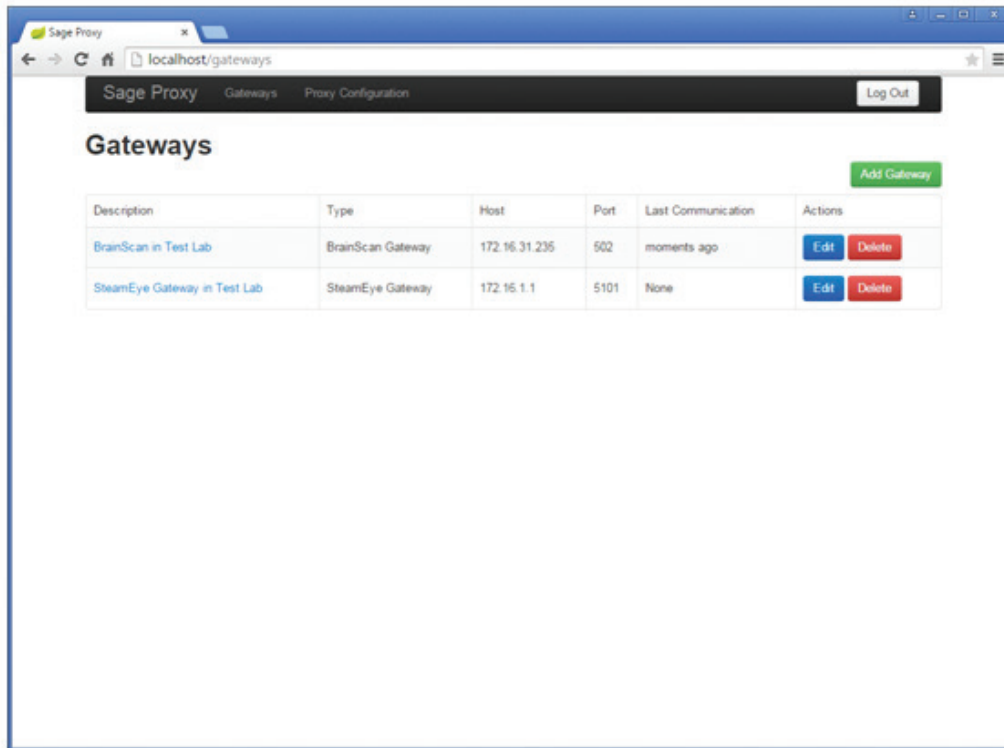 Sage Proxy
localhost/gateways
Sage Proxy Gateways Proxy Configuration Log Out
Gateways
Add Gateway
Description Type Host Port Last Communication Actions
BrainScan in Test Lab BrainScan Gateway 172.16.31.235 502 moments ago Edit Delete
SteamEye Gateway in Test Lab SteamEye Gateway 172.16.1.1 5101 None Edit Delete